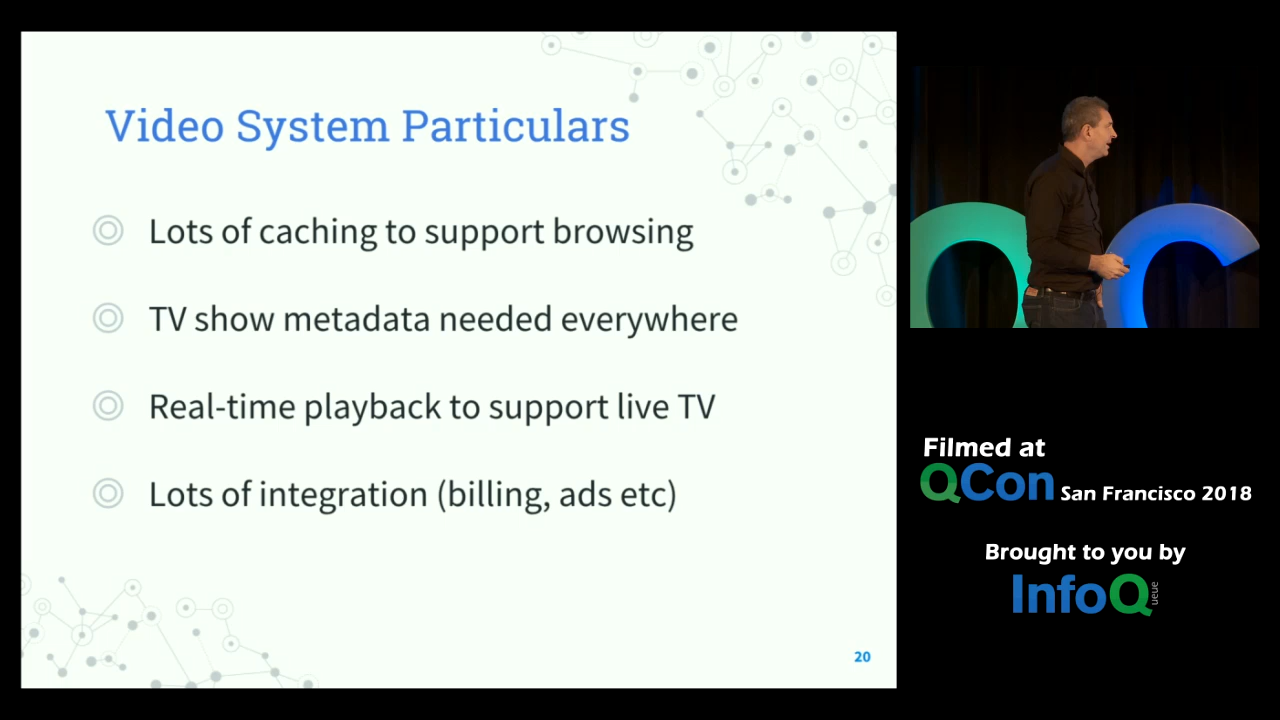 Video System Particulars
Lots of caching to support browsing
TV show metadata needed everywhere
Real-time playback to support live TV
Lots of integration (billing, ads etc)
20
Filmed at
QCon San Francisco 2018
Brought to you by
InfoQueue